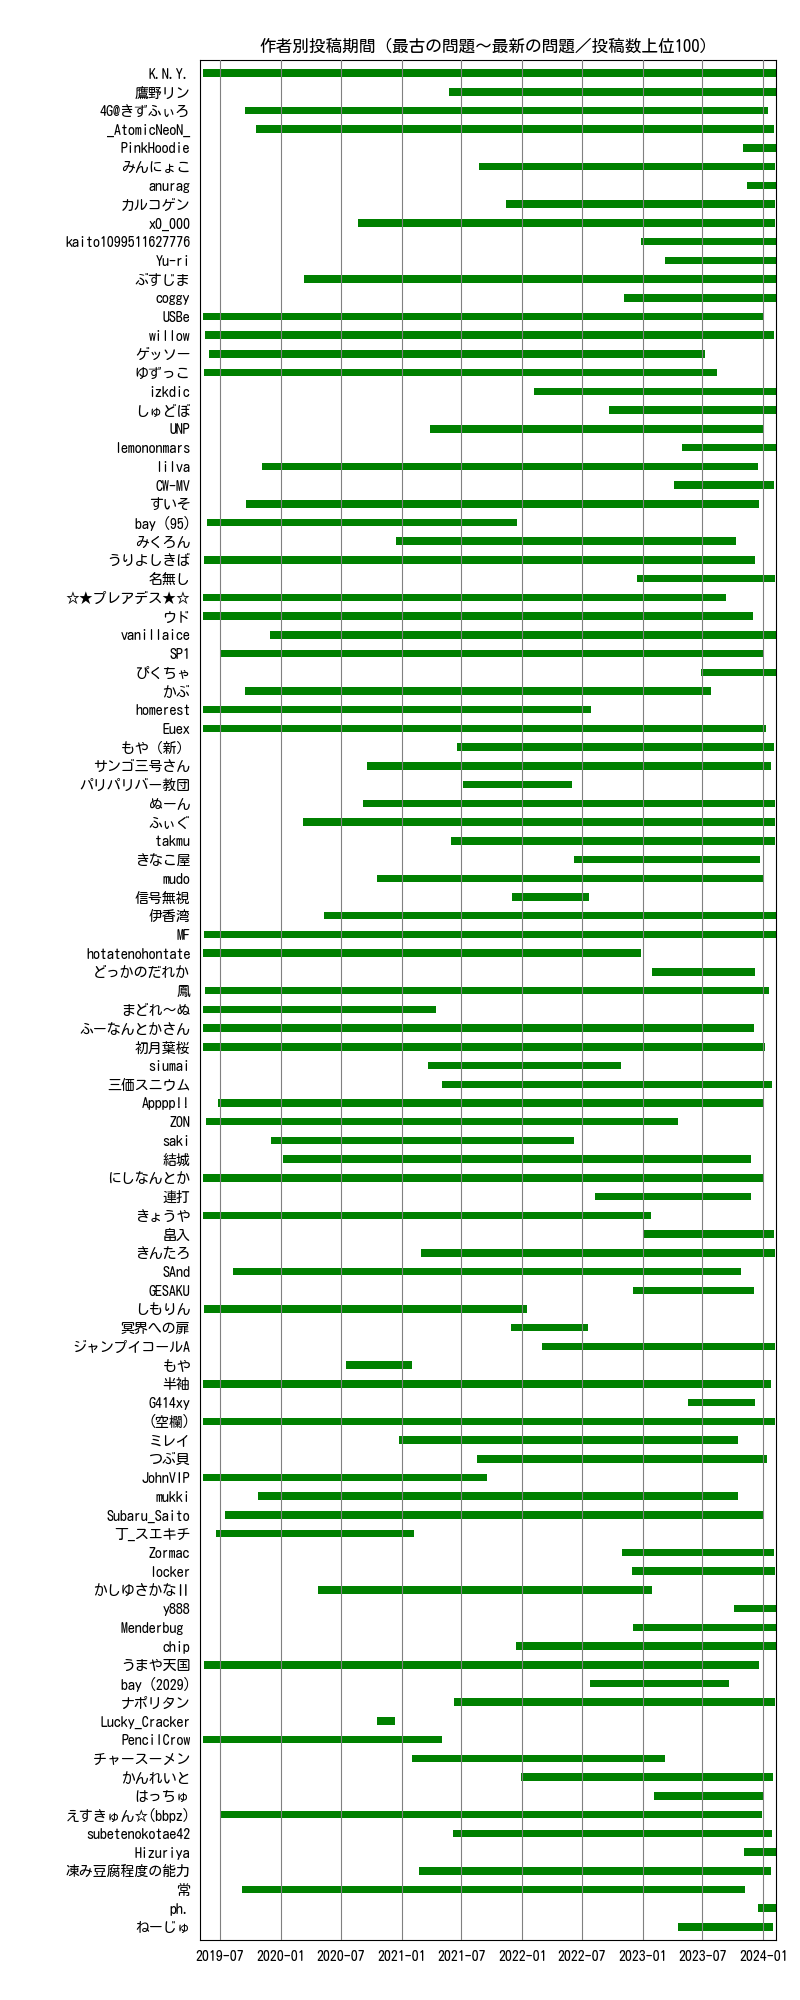 作者別投稿期間（最古の問題～最新の問題／投稿数上位100）
K.N.Y.
鷹野リン
4G@きずふぃろ
_AtomicNeoN_
PinkHoodie
みんにょこ
anurag
カルコゲン
x0_000
kaito1099511627776
Yu-ri
ぶすじま
coggy
USBe
willow
ゲッソー
ゆずっこ
izkdic
しゅどぼ
UNP
lemononmars
lilva
CW-MV
すいそ
bay (95)
みくろん
うりよしきば
名無し
☆★プレアデス★☆
ウド
vanillaice
SP1
ぴくちゃ
かぶ
homerest
Euex
もや（新）
サンゴ三号さん
パリパリバー教団
ぬーん
ふぃぐ
takmu
きなこ屋
mudo
信号無視
伊香湾
MF
hotatenohontate
どっかのだれか
鳳
まどれ～ぬ
ふーなんとかさん
初月葉桜
siumai
三価スニウム
Appppll
ZON
saki
結城
にしなんとか
連打
きょうや
畠入
きんたろ
SAnd
GESAKU
しもりん
冥界への扉
ジャンプイコールA
もや
半袖
G414xy
(空欄)
ミレイ
つぶ貝
JohnVIP
mukki
Subaru_Saito
丁_スエキチ
Zormac
locker
かしゆさかなII
y888
Menderbug
chip
うまや天国
bay (2029)
ナポリタン
Lucky_Cracker
PencilCrow
チャースーメン
かんれいと
はっちゅ
えすきゅん☆(bbpz)
subetenokotae42
Hizuriya
凍み豆腐程度の能力
常
ph.
ねーじゅ
2019-07 2020-01 2020-07 2021-01 2021-07 2022-01 2022-07 2023-01 2023-07 2024-01